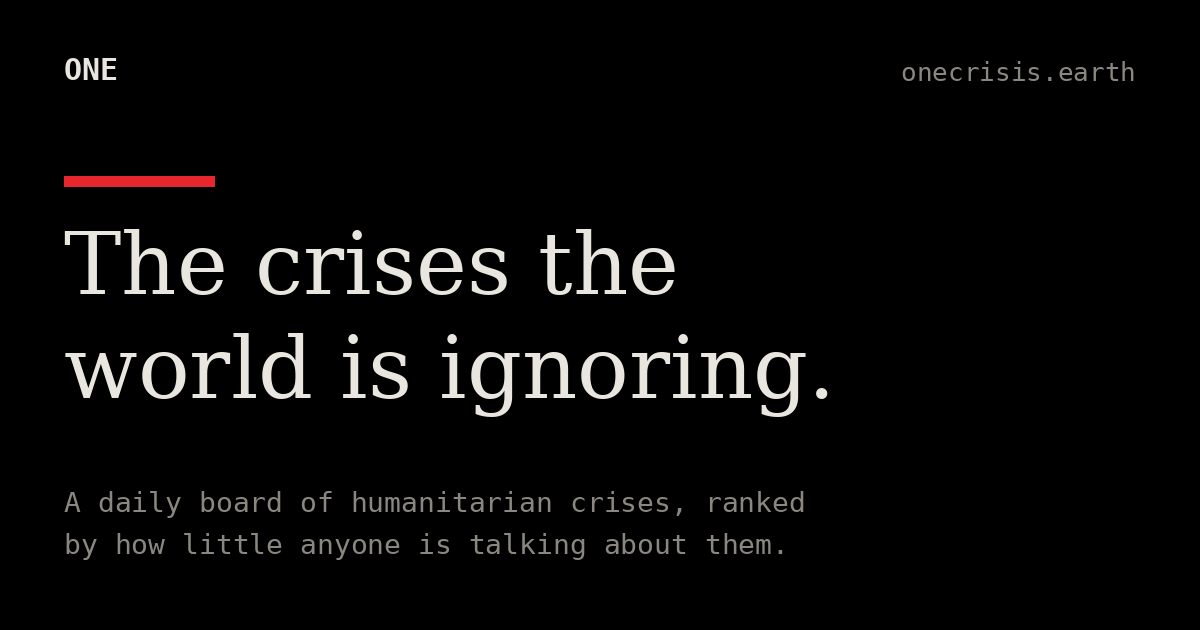 ONE
onecrisis.earth
The crises the
world is ignoring.
A daily board of humanitarian crises, ranked
by how little anyone is talking about them.